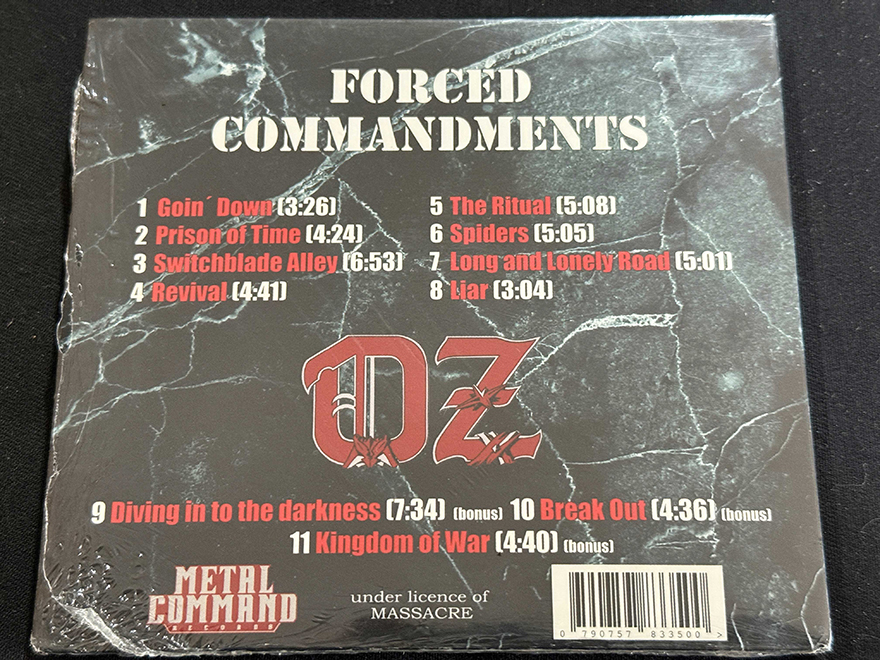 FORCED
COMMANDMENTS
1 Goin´ Down (3:26)
2 Prison of Time (4:24)
3 Switchblade Alley (6:53)
4 Revival (4:41)
5 The Ritual (5:08)
6 Spiders (5:05)
7 Long and Lonely Road (5:01)
8 Liar (3:04)
OZ
9 Diving in to the darkness (7:34) (bonus) 10 Break Out (4:36) (bonus)
11 Kingdom of War (4:40) (bonus)
METAL
COMMAND
RECORDS
under licence of
MASSACRE
0 790757 833500 >